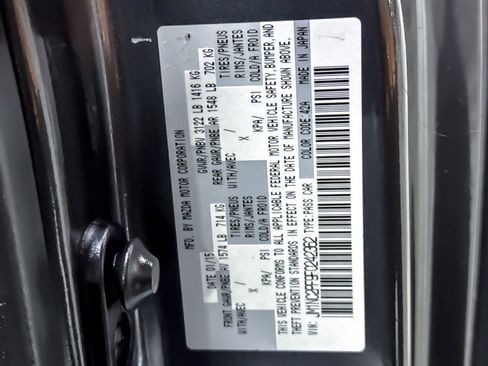 MFD. BY MAZDA MOTOR CORPORATION
DATE: 01/15 GVWR/PNBV 3122 LB 1416 KG
FRONT GAWR/PNBE AV 1574 LB 714 KG REAR GAWR/PNBE AR 1548 LB 702 KG
WITH/AVEC TIRES/PNEUS WITH/AVEC TIRES/PNEUS
/ RIMS/JANTES / RIMS/JANTES
X COLD/A FROID X COLD/A FROID
KPA/ PSI KPA/ PSI
THIS VEHICLE CONFORMS TO ALL APPLICABLE FEDERAL MOTOR VEHICLE SAFETY, BUMPER, AND
THEFT PREVENTION STANDARDS IN EFFECT ON THE DATE OF MANUFACTURE SHOWN ABOVE.
VIN: TYPE: PASS CAR COLOR CODE: 42A MADE IN JAPAN